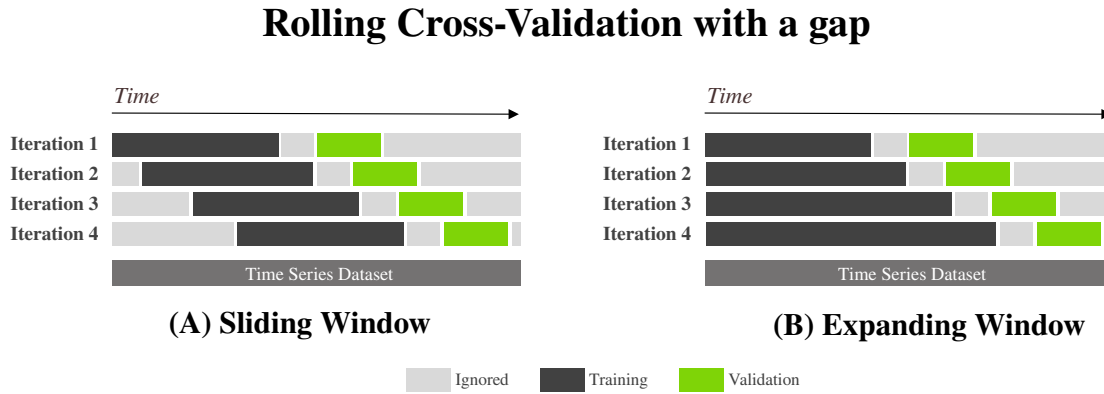 Rolling Cross-Validation with a gap
Time
Iteration 1
Iteration 2
Iteration 3
Iteration 4
Time Series Dataset
(A) Sliding Window
Time
Iteration 1
Iteration 2
Iteration 3
Iteration 4
Time Series Dataset
(B) Expanding Window
Ignored
Training
Validation